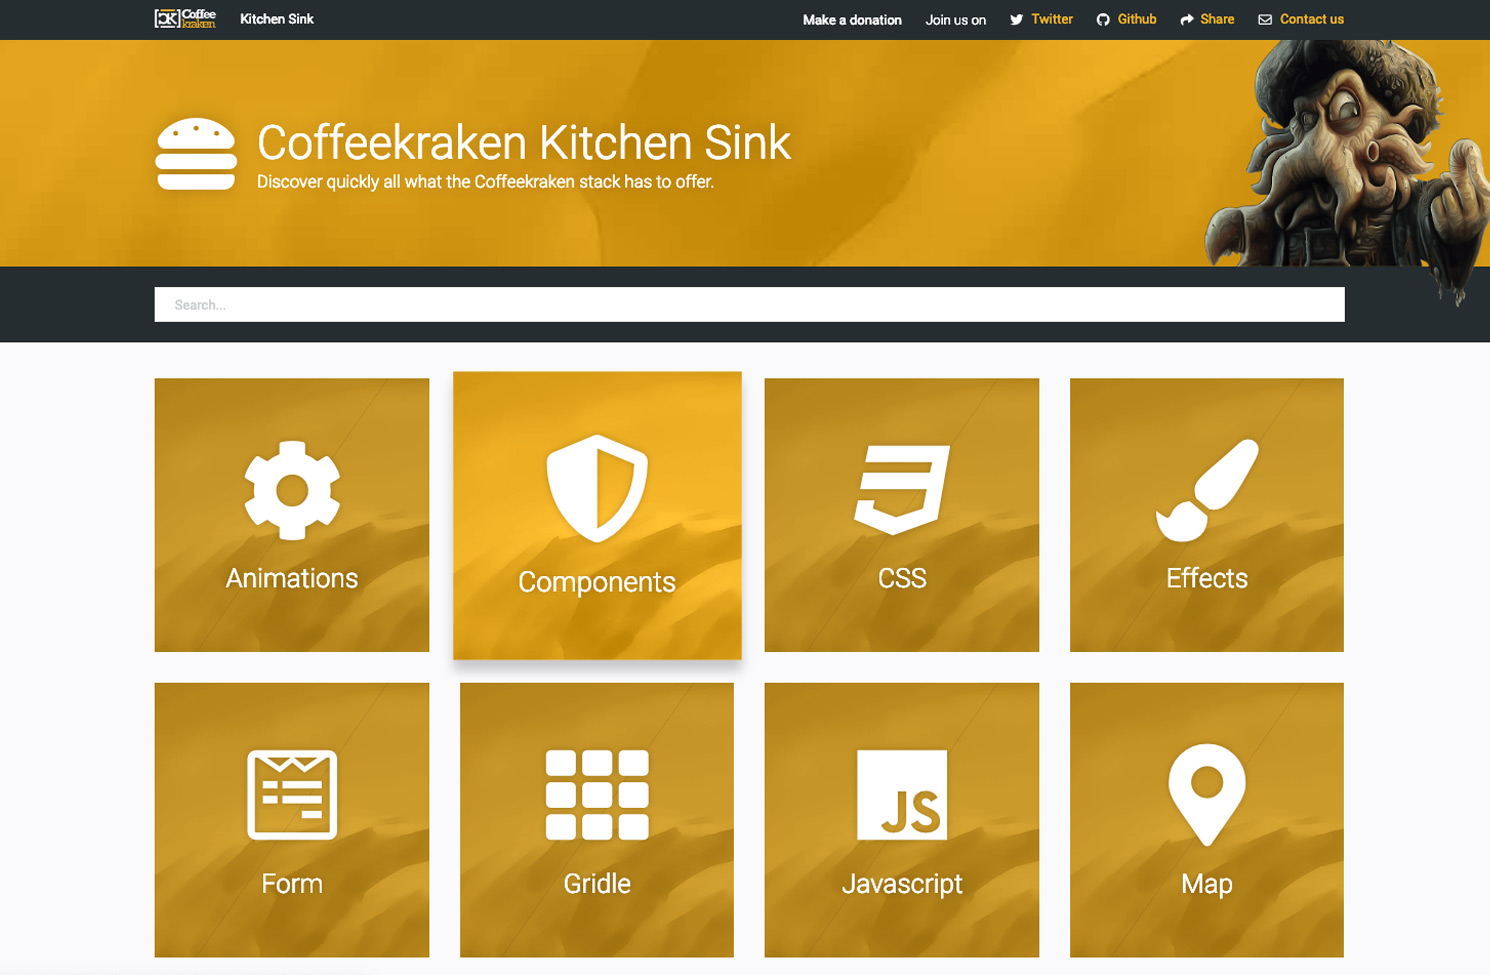 CK Coffee kraken
Kitchen Sink
Make a donation
Join us on
Twitter
Github
Share
Contact us
Coffeekraken Kitchen Sink
Discover quickly all what the Coffeekraken stack has to offer.
Search...
Animations
Components
CSS
Effects
JS
Form
Gridle
Javascript
Map